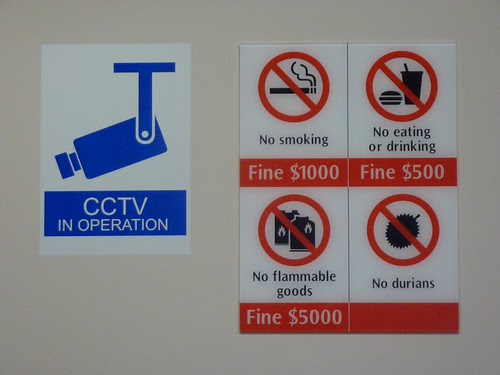 CCTV
IN OPERATION
No smoking
Fine $1000
No eating
or drinking
Fine $500
No flammable
goods
Fine $5000
No durians